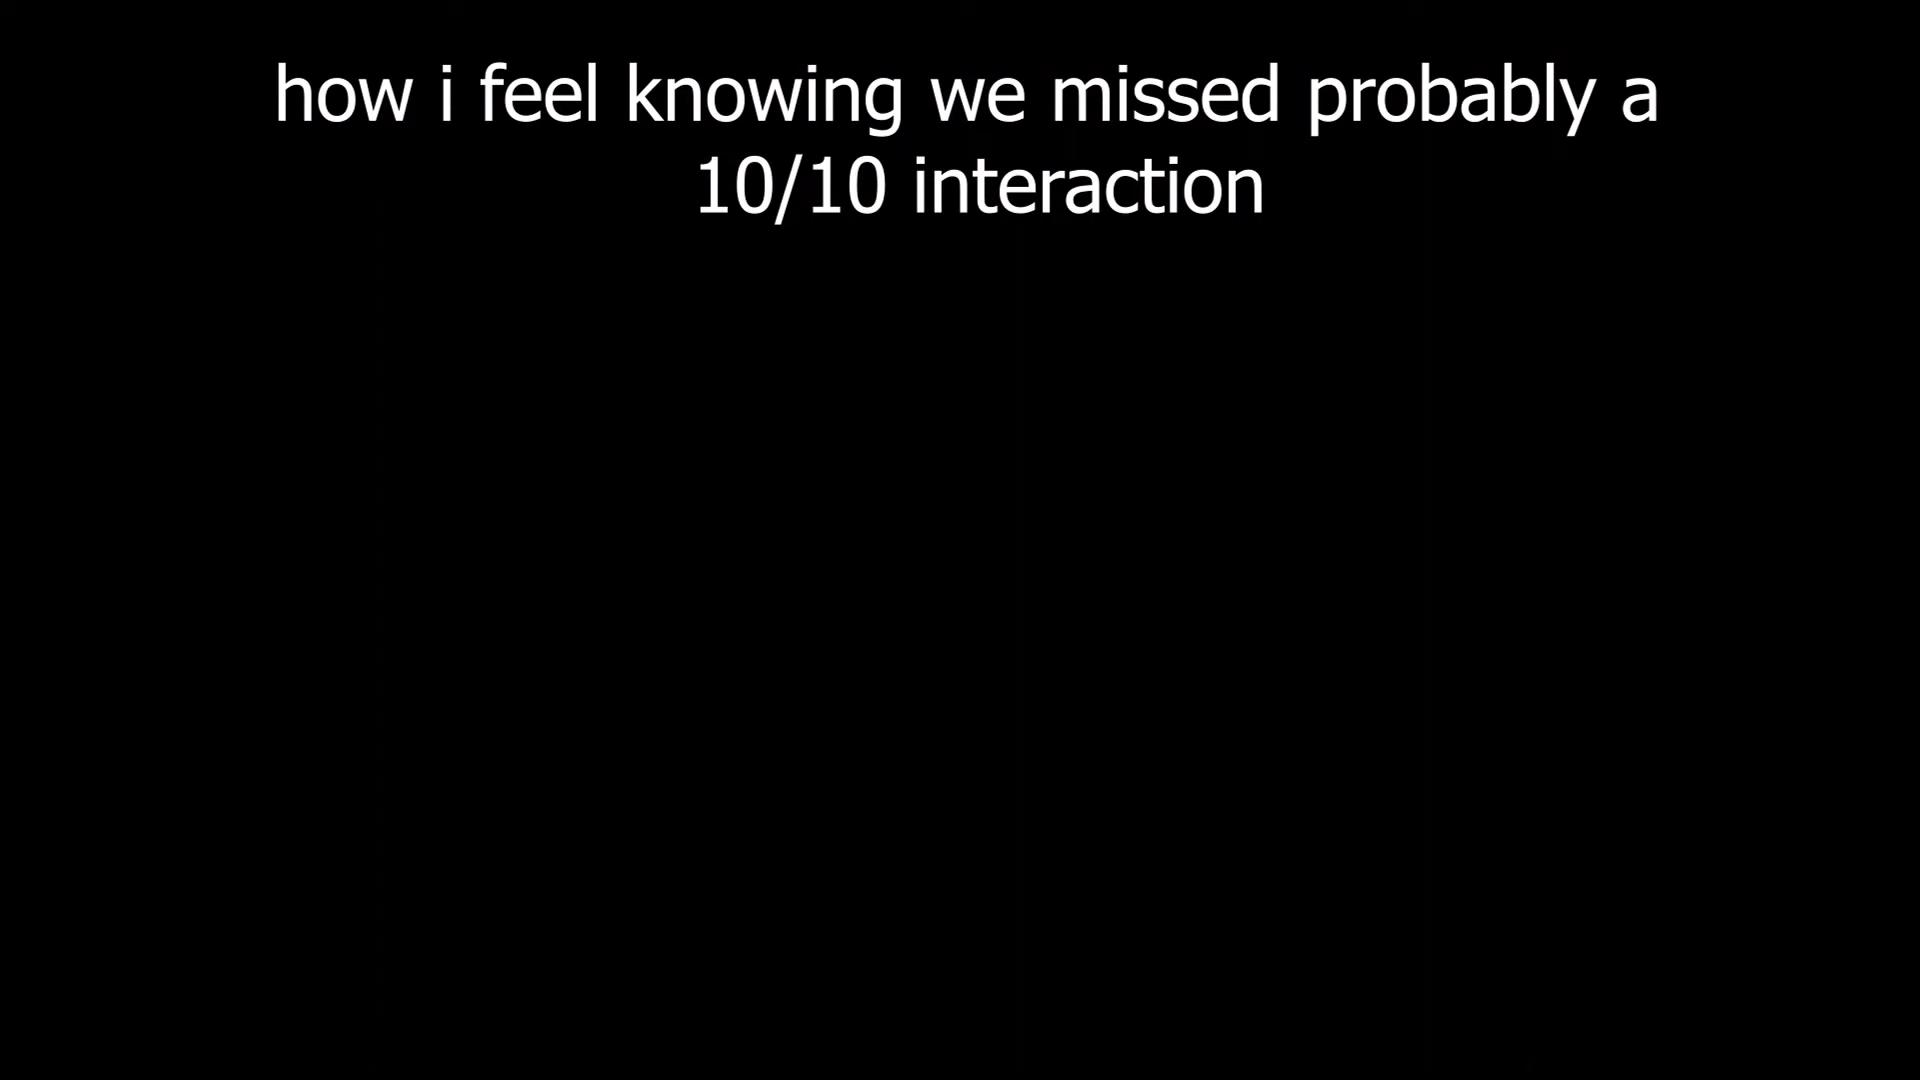 how i feel knowing we missed probably a
10/10 interaction